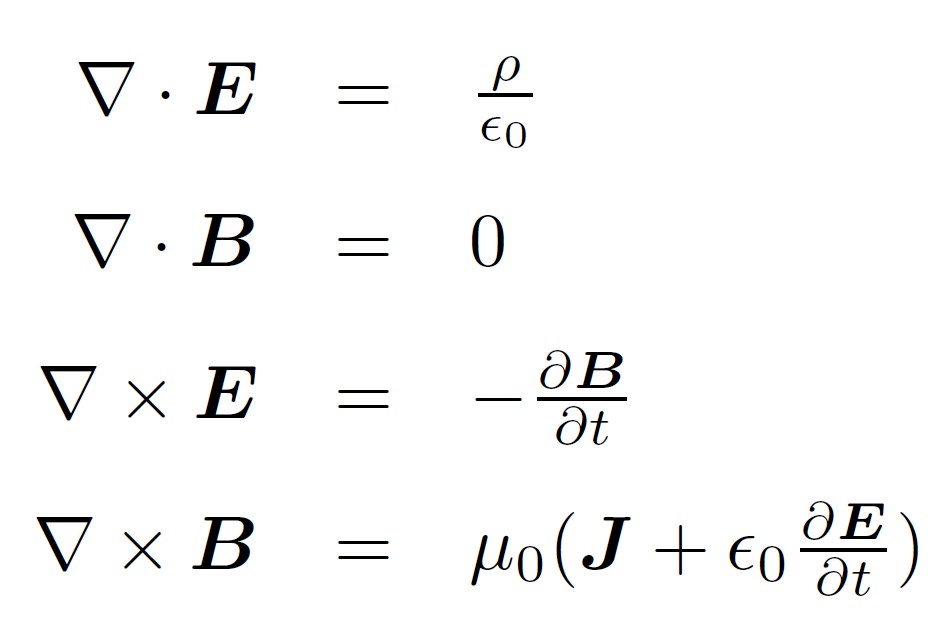 ∇ · E = ρ/ϵ₀
∇ · B = 0
∇ × E = −∂B/∂t
∇ × B = μ₀(J + ϵ₀ ∂E/∂t)